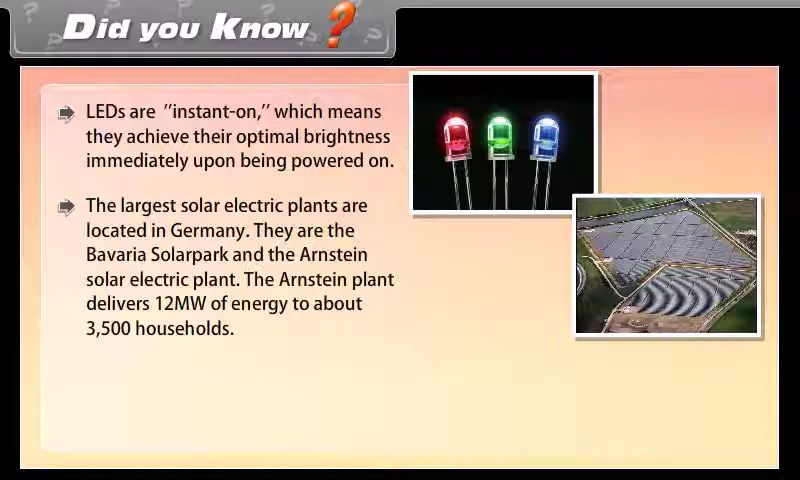 Did you Know ?
LEDs are "instant-on," which means
they achieve their optimal brightness
immediately upon being powered on.
The largest solar electric plants are
located in Germany. They are the
Bavaria Solarpark and the Arnstein
solar electric plant. The Arnstein plant
delivers 12MW of energy to about
3,500 households.